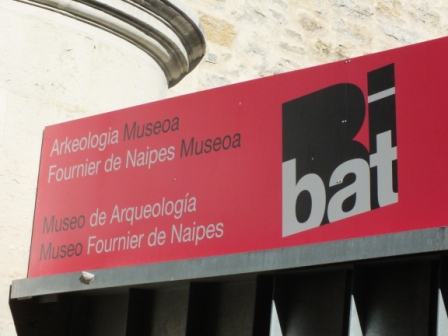 Arkeologia Museoa
Fournier de Naipes Museoa
Museo de Arqueología
Museo Fournier de Naipes
Bi
bat